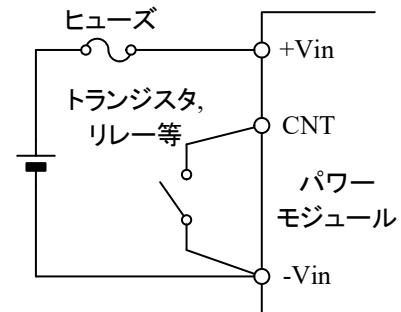 ヒューズ
+Vin
トランジスタ,
リレー等
CNT
パワー
モジュール
-Vin